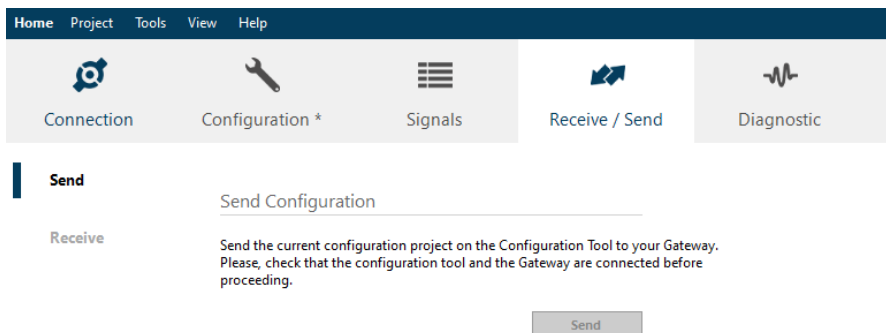 Home Project Tools View Help
Connection Configuration * Signals Receive / Send Diagnostic
Send
Send Configuration
Receive
Send the current configuration project on the Configuration Tool to your Gateway.
Please, check that the configuration tool and the Gateway are connected before
proceeding.
Send